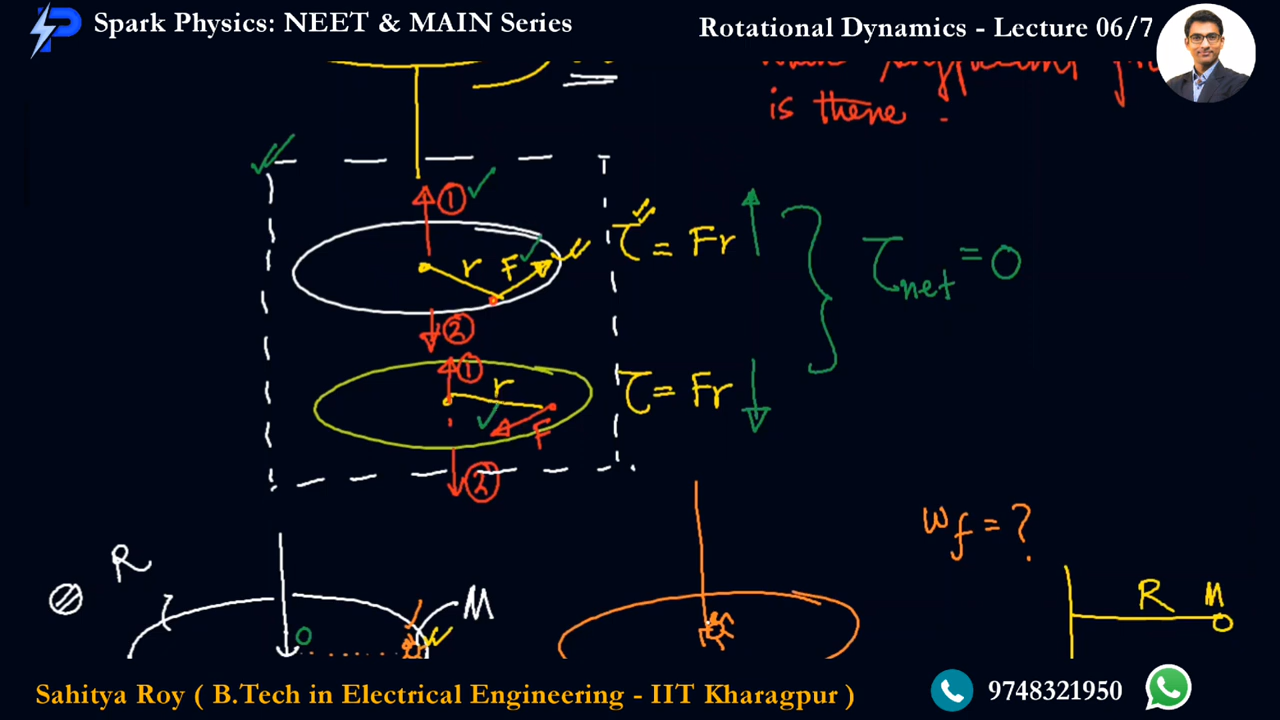 Spark Physics: NEET & MAIN Series
Rotational Dynamics - Lecture 06/7
is there.
①
r
F
τ = Fr
②
τnet = 0
①
r
F
τ = Fr
②
R
M
O
ωf = ?
R M
Sahitya Roy ( B.Tech in Electrical Engineering - IIT Kharagpur )
9748321950